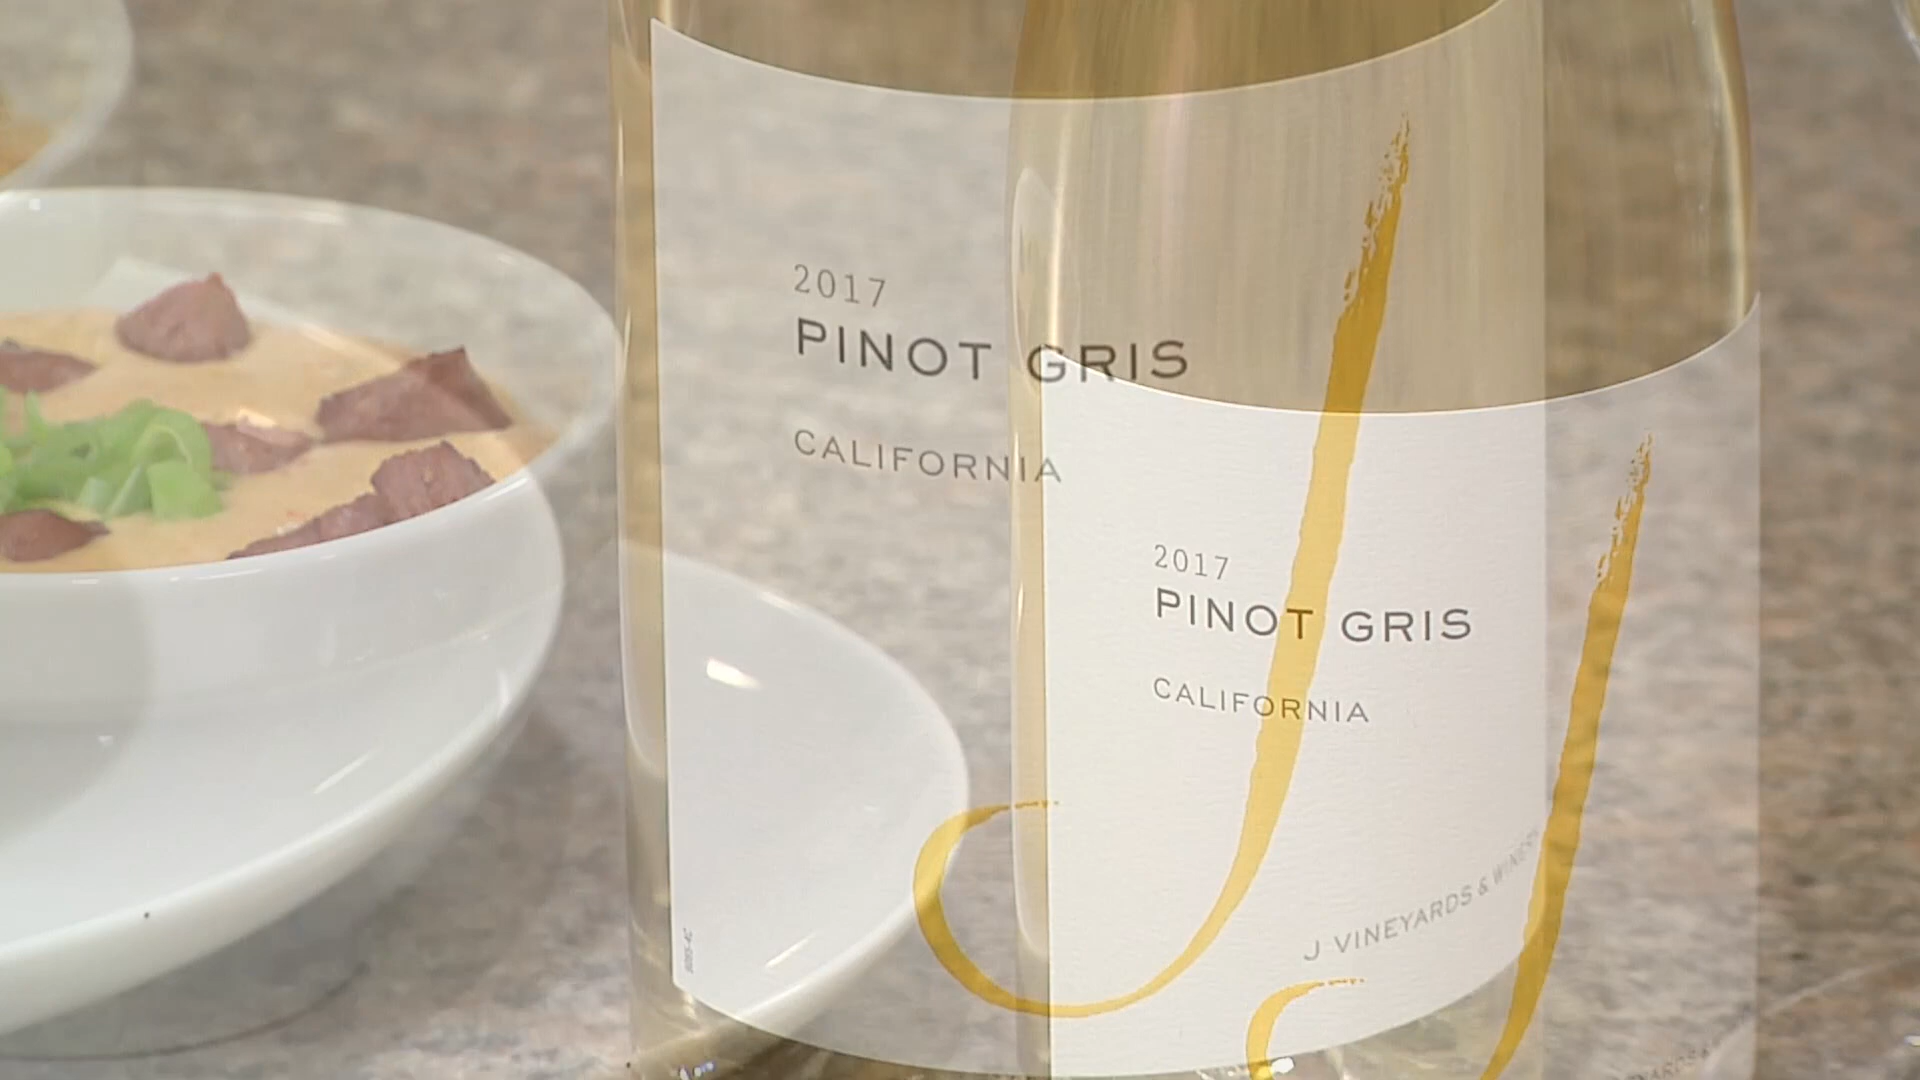 2017
PINOT GRIS
CALIFORNIA
2017
PINOT GRIS
CALIFORNIA
J VINEYARDS & WINERY